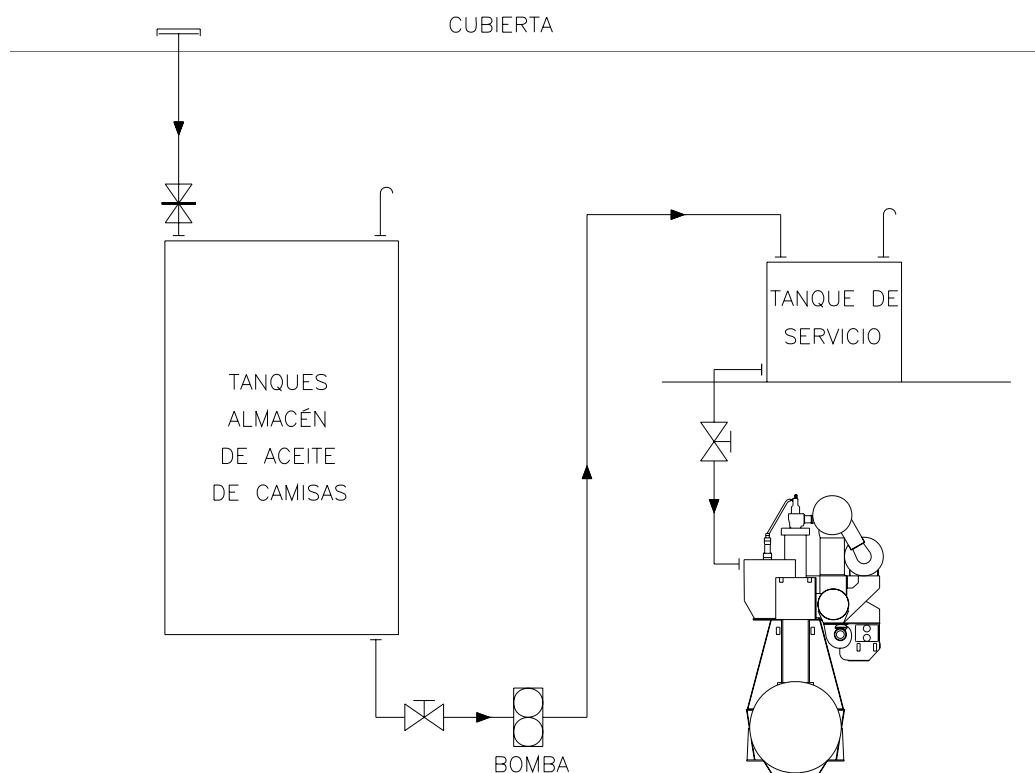 CUBIERTA
TANQUE DE
SERVICIO
TANQUES
ALMACÉN
DE ACEITE
DE CAMISAS
BOMBA